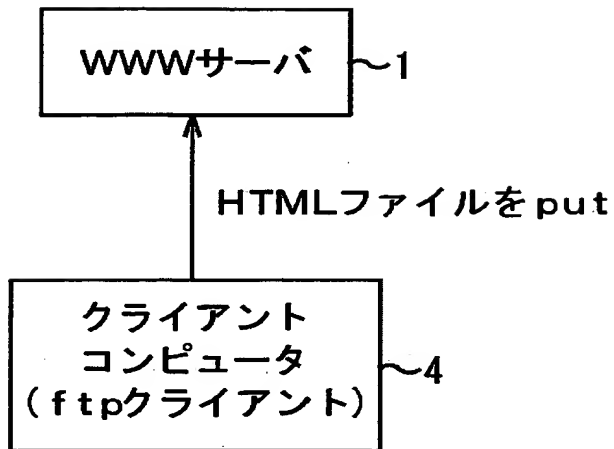 WWWサーバ 〜1
HTMLファイルをput
クライアント
コンピュータ 〜4
(ftpクライアント)